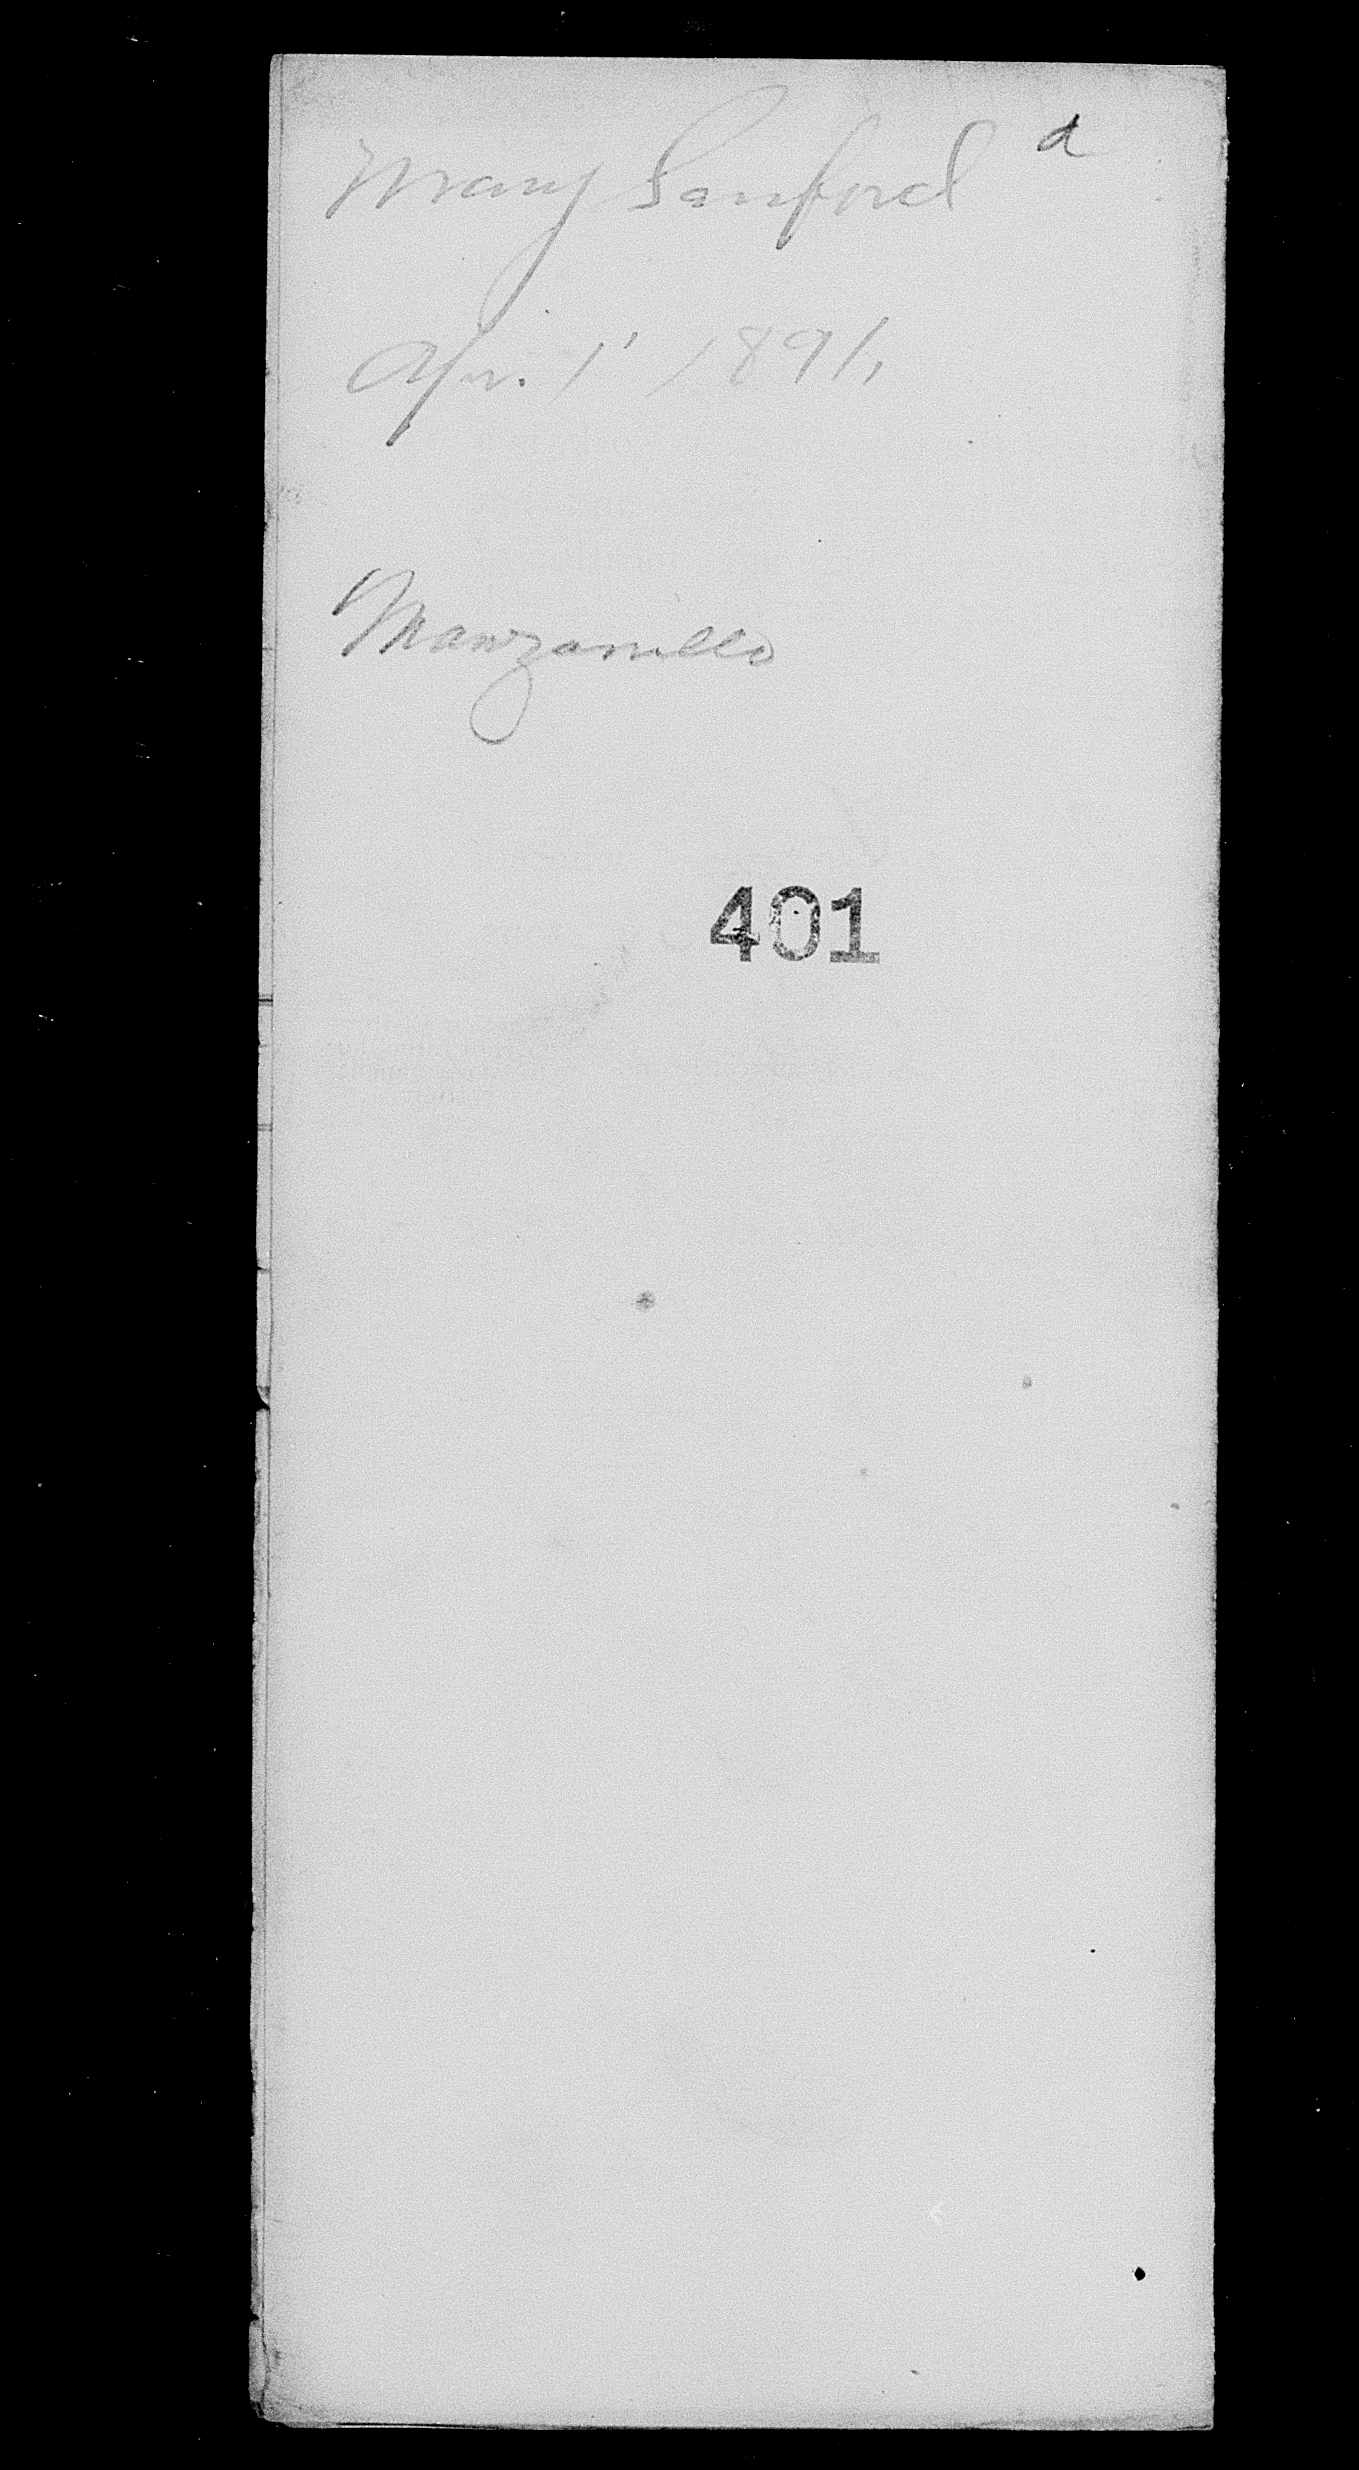 Mary Sanford a
Apr. 1' 1891,
Manzanillo
401